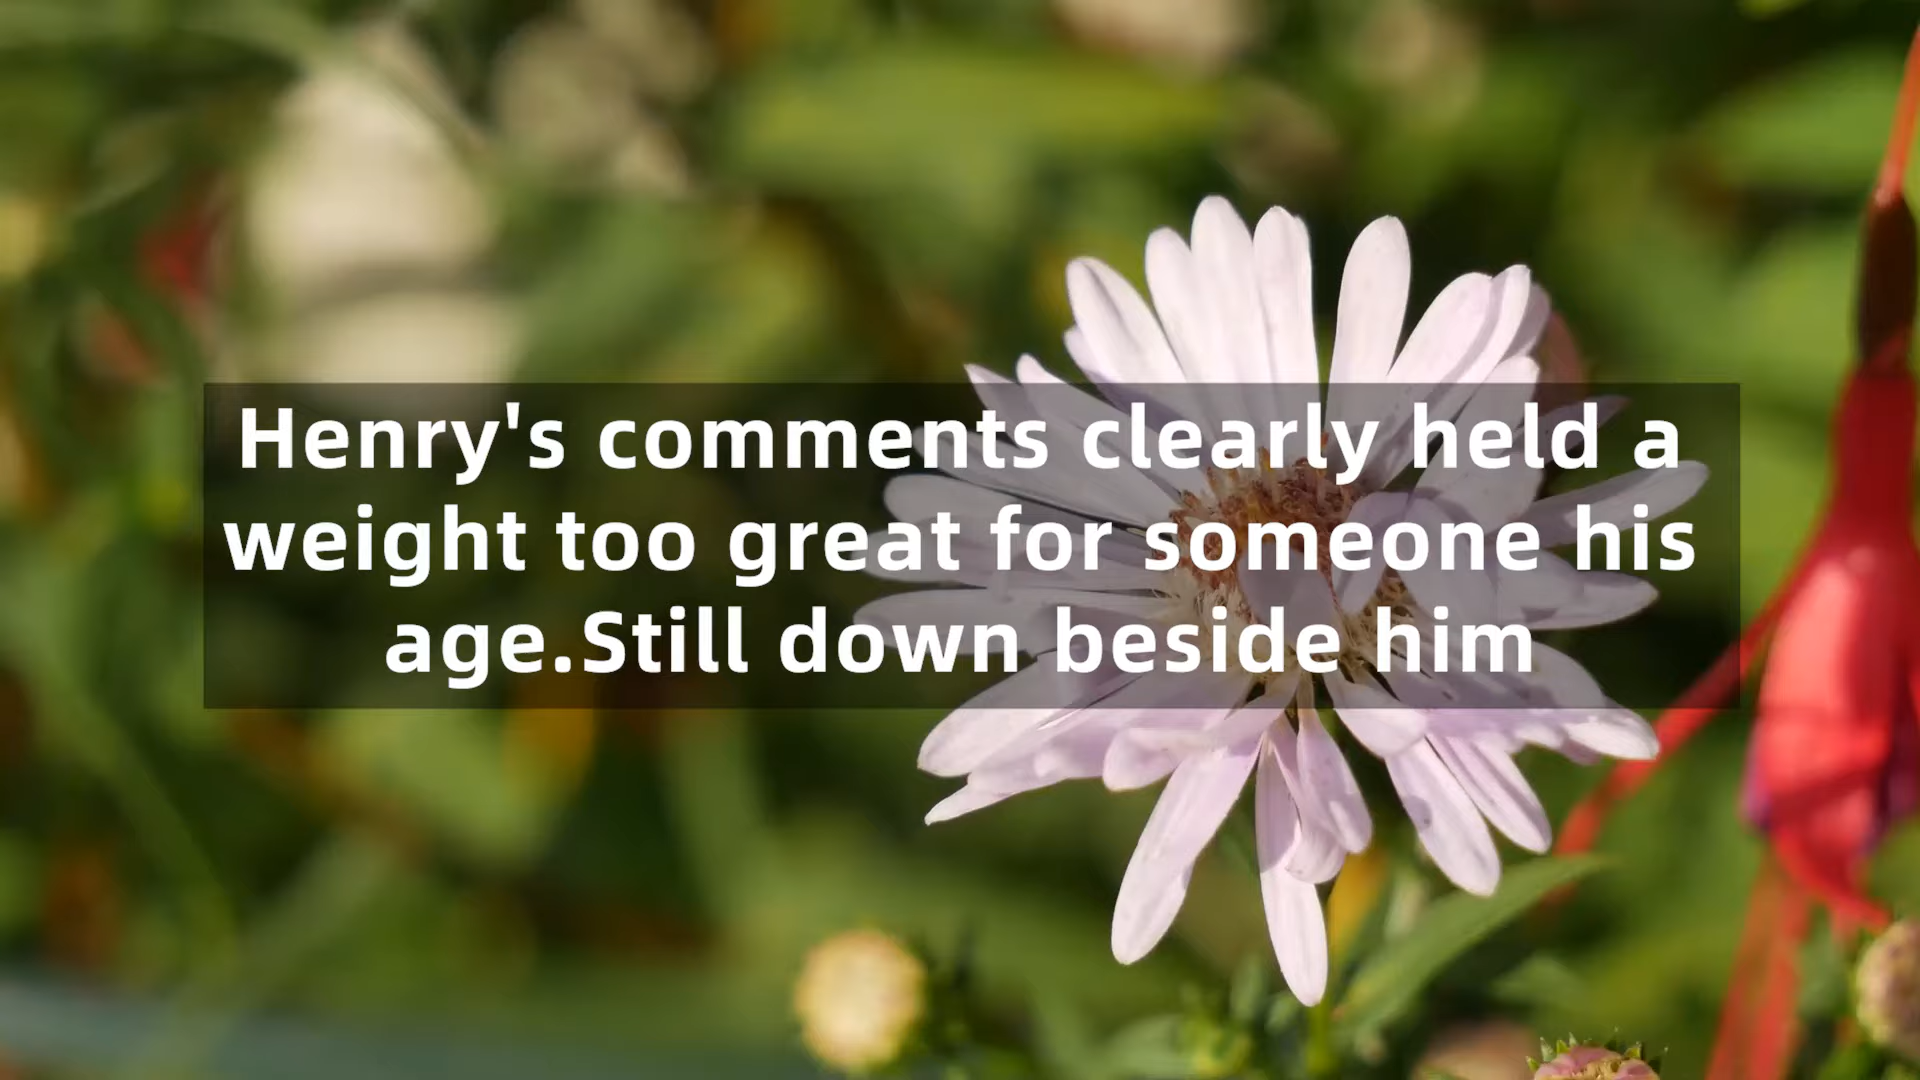 Henry's comments clearly held a
weight too great for someone his
age.Still down beside him